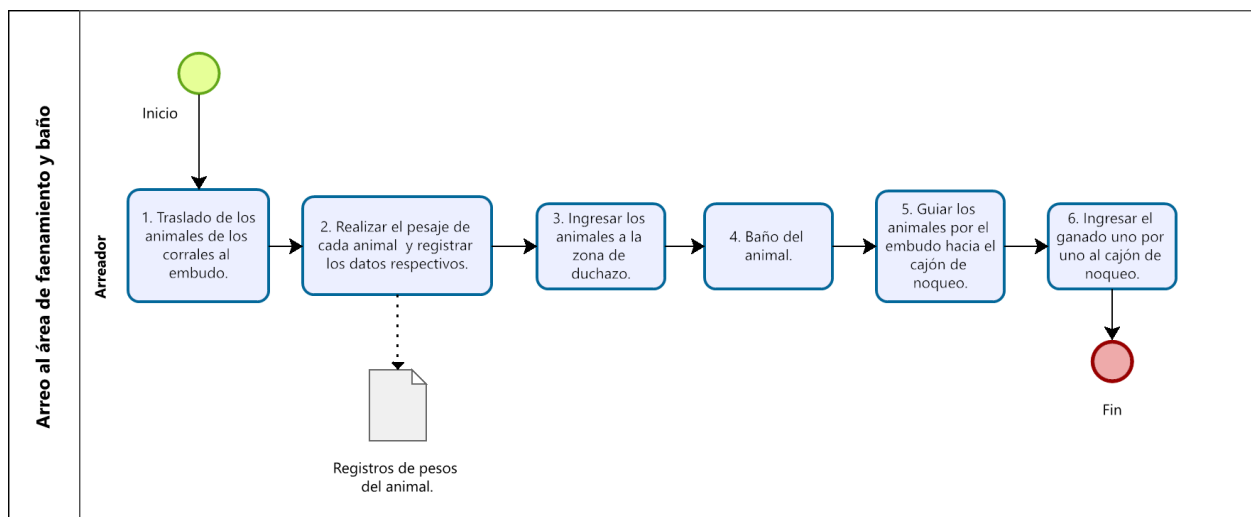 Arreo al área de faenamiento y baño
Arreador
Inicio
1. Traslado de los
animales de los
corrales al
embudo.
2. Realizar el pesaje de
cada animal y registrar
los datos respectivos.
3. Ingresar los
animales a la
zona de
duchazo.
4. Baño del
animal.
5. Guiar los
animales por el
embudo hacia el
cajón de
noqueo.
6. Ingresar el
ganado uno por
uno al cajón de
noqueo.
Registros de pesos
del animal.
Fin